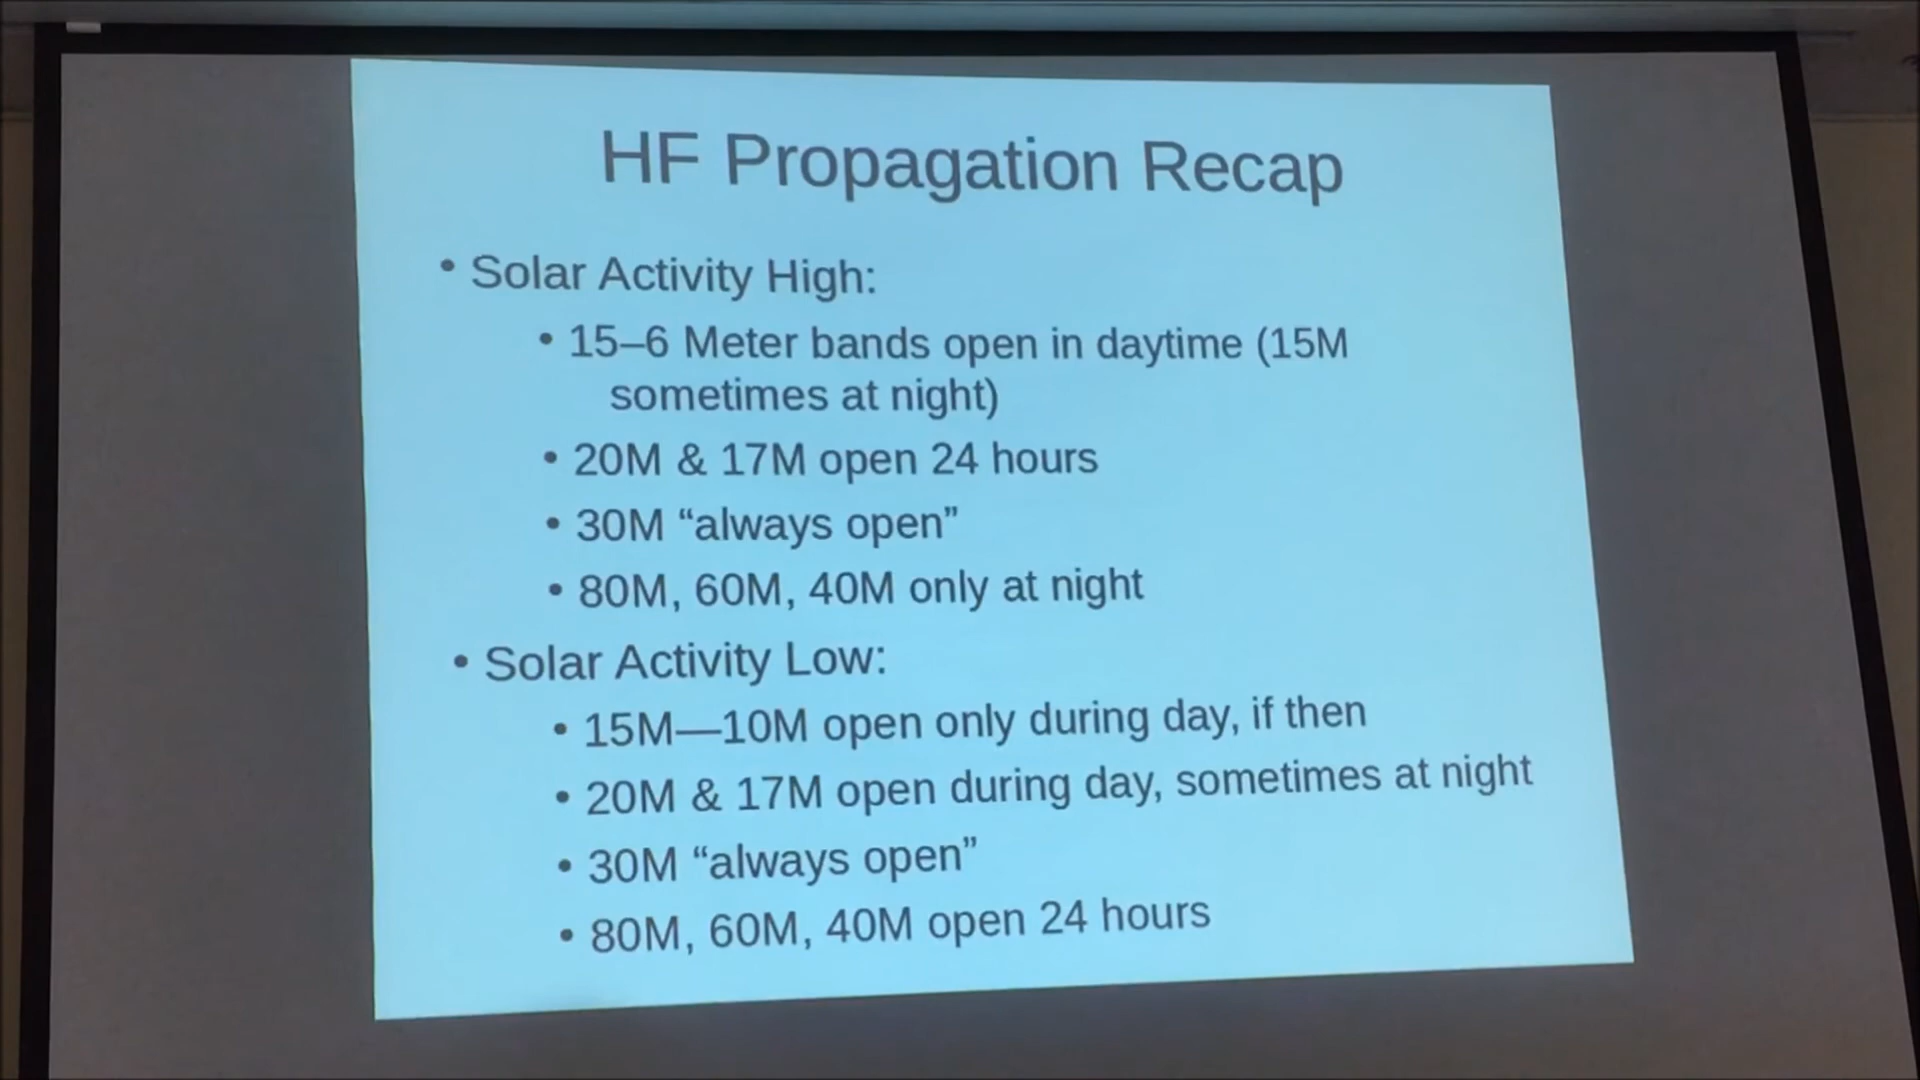 HF Propagation Recap
• Solar Activity High:
• 15–6 Meter bands open in daytime (15M
sometimes at night)
• 20M & 17M open 24 hours
• 30M “always open”
• 80M, 60M, 40M only at night
• Solar Activity Low:
• 15M—10M open only during day, if then
• 20M & 17M open during day, sometimes at night
• 30M “always open”
• 80M, 60M, 40M open 24 hours